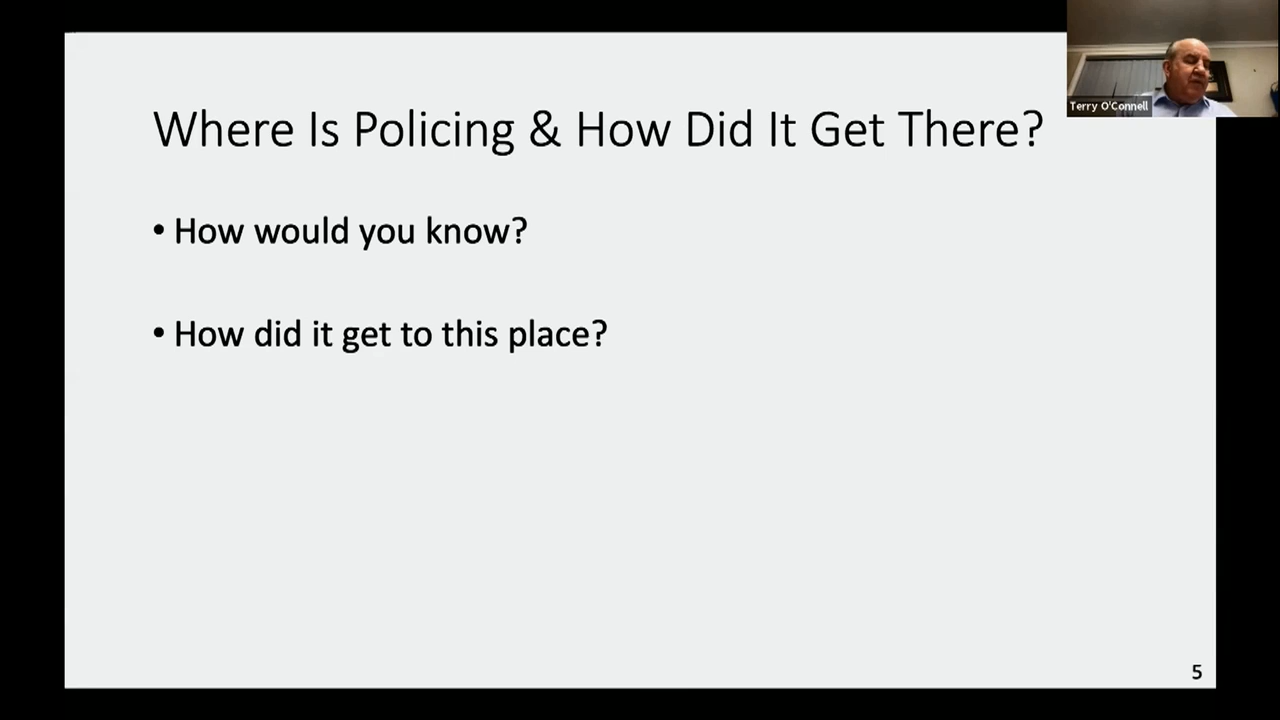 Where Is Policing & How Did It Get There?
• How would you know?
• How did it get to this place?
Terry O'Connell
5